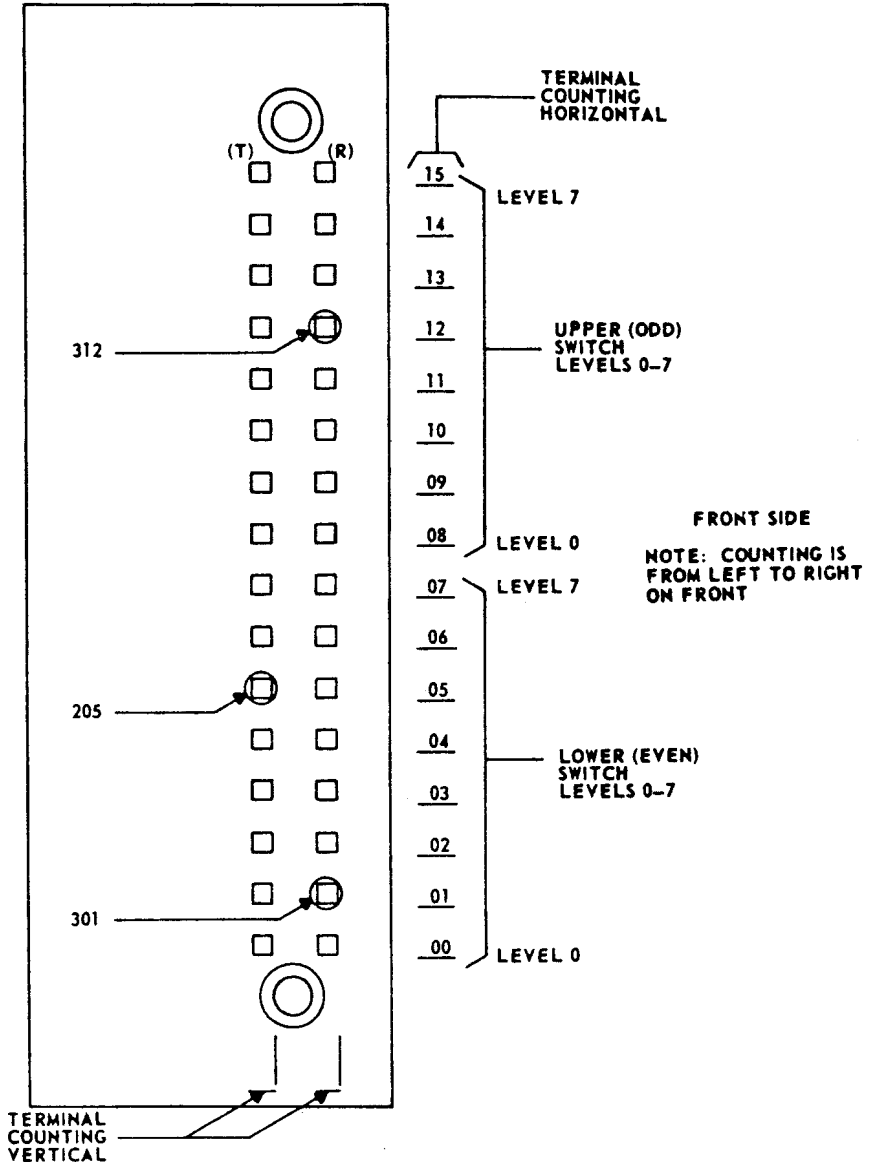 TERMINAL
COUNTING
HORIZONTAL
(T) (R)
15
LEVEL 7
14
13
312
12
UPPER (ODD)
SWITCH
LEVELS 0–7
11
10
09
FRONT SIDE
08
LEVEL 0
NOTE: COUNTING IS
FROM LEFT TO RIGHT
ON FRONT
07
LEVEL 7
06
205
05
04
LOWER (EVEN)
SWITCH
LEVELS 0–7
03
02
301
01
00
LEVEL 0
TERMINAL
COUNTING
VERTICAL